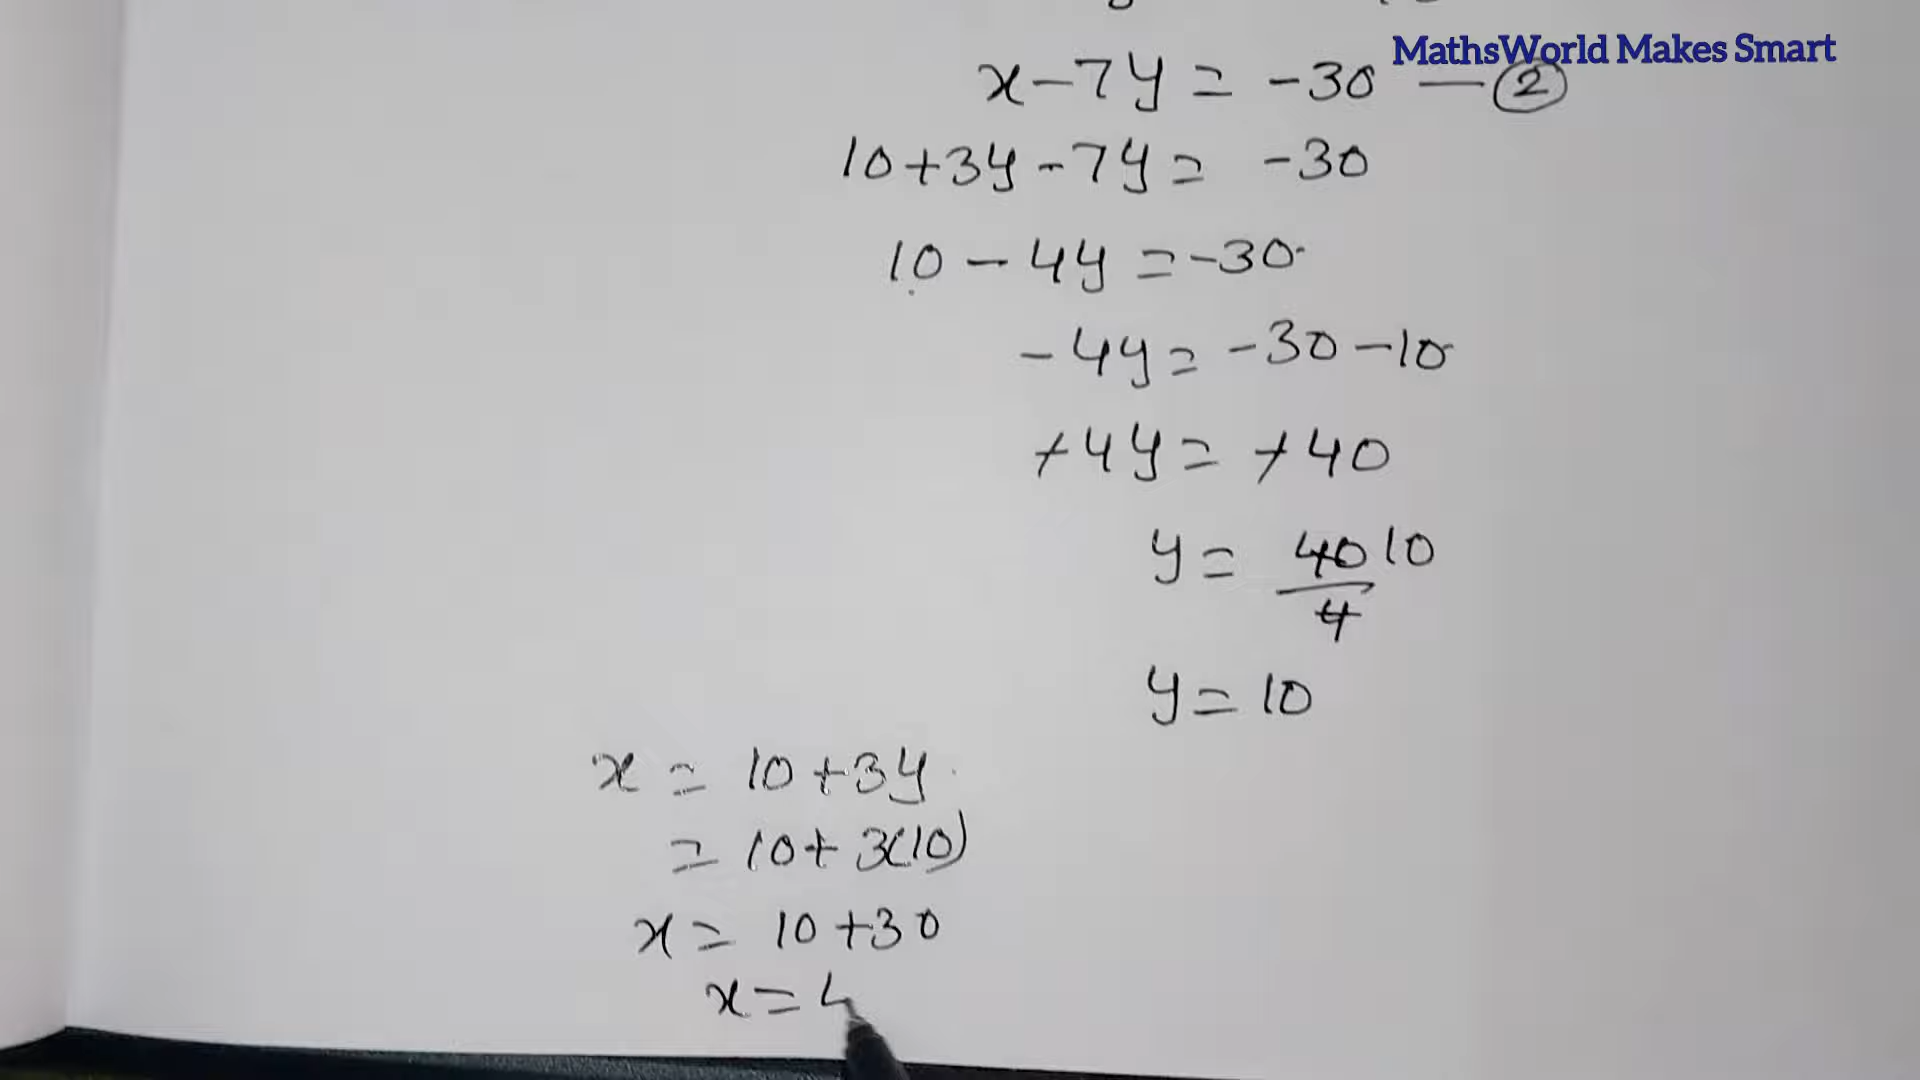 MathsWorld Makes Smart
x - 7y = -30 — ②
10 + 3y - 7y = -30
10 - 4y = -30
- 4y = -30 - 10
+4y = +40
y = 40/4 10
y = 10
x = 10 + 3y
= 10 + 3(10)
x = 10 + 30
x = 4